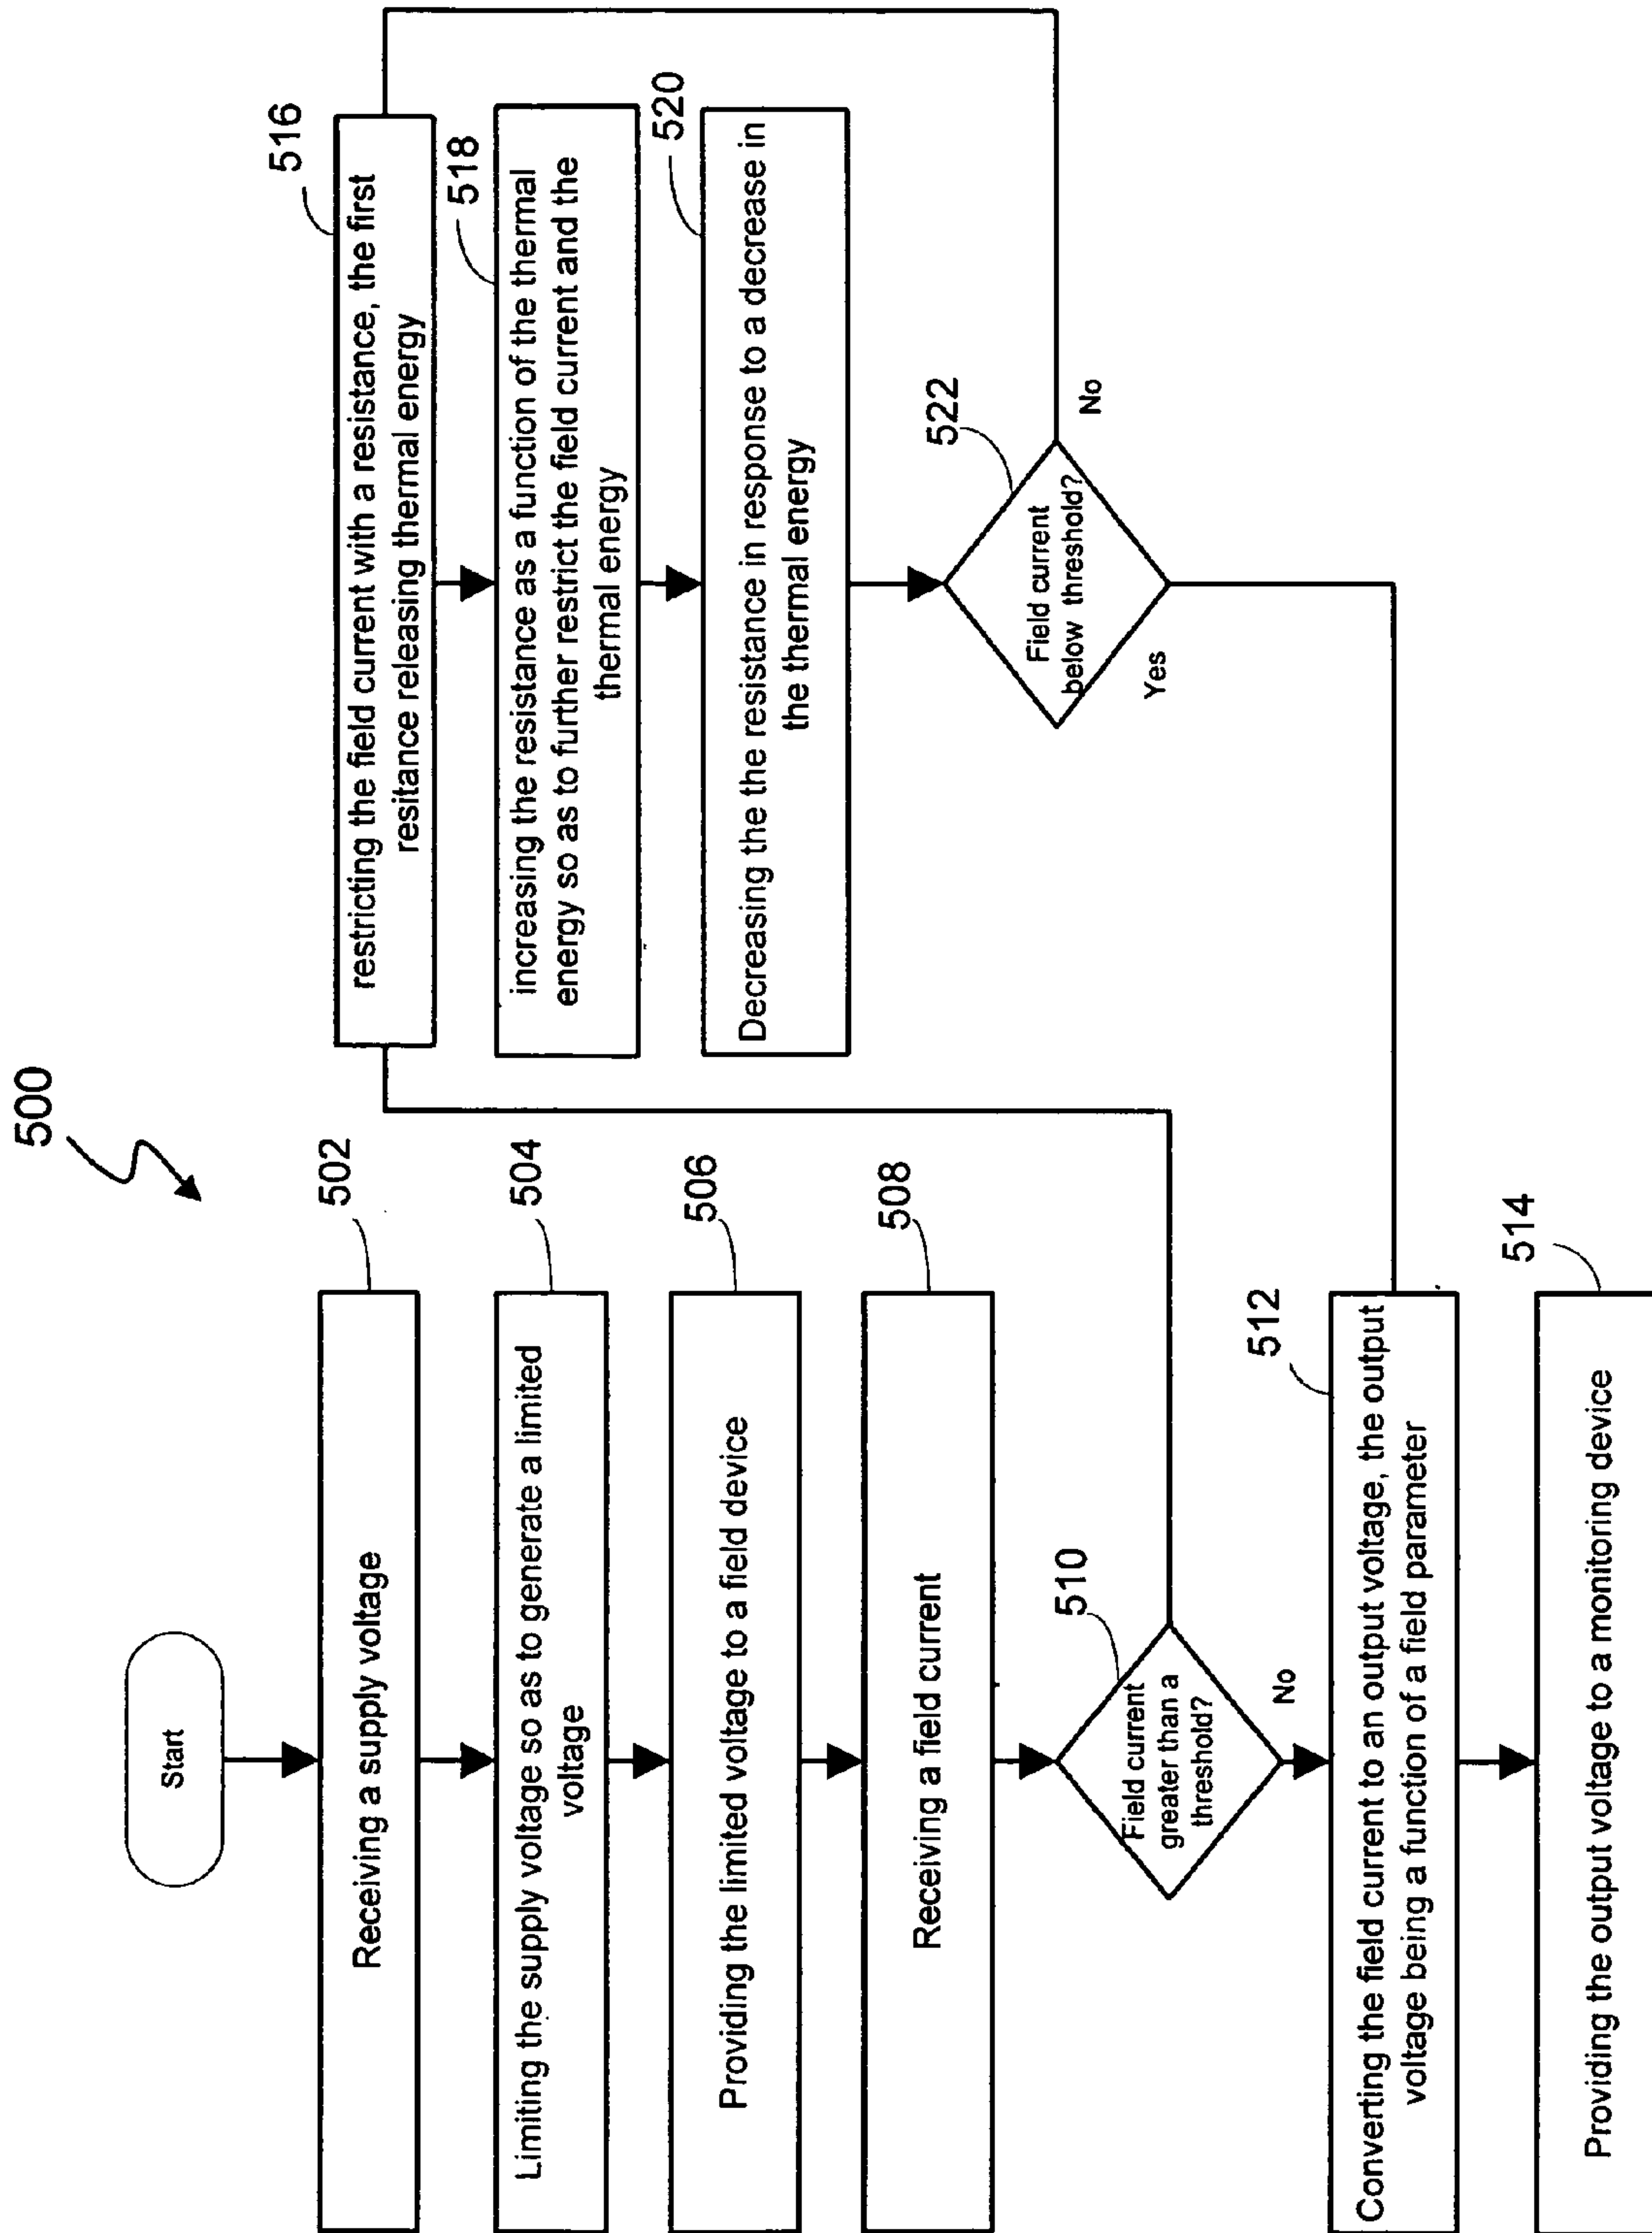 500
Start
502
Receiving a supply voltage
504
Limiting the supply voltage so as to generate a limited
voltage
506
Providing the limited voltage to a field device
508
Receiving a field current
510
Field current
greater than a
threshold?
No
512
Converting the field current to an output voltage, the output
voltage being a function of a field parameter
514
Providing the output voltage to a monitoring device
516
restricting the field current with a resistance, the first
resitance releasing thermal energy
518
increasing the resistance as a function of the thermal
energy so as to further restrict the field current and the
thermal energy
520
Decreasing the the resistance in response to a decrease in
the thermal energy
522
Field current
below threshold?
No
Yes